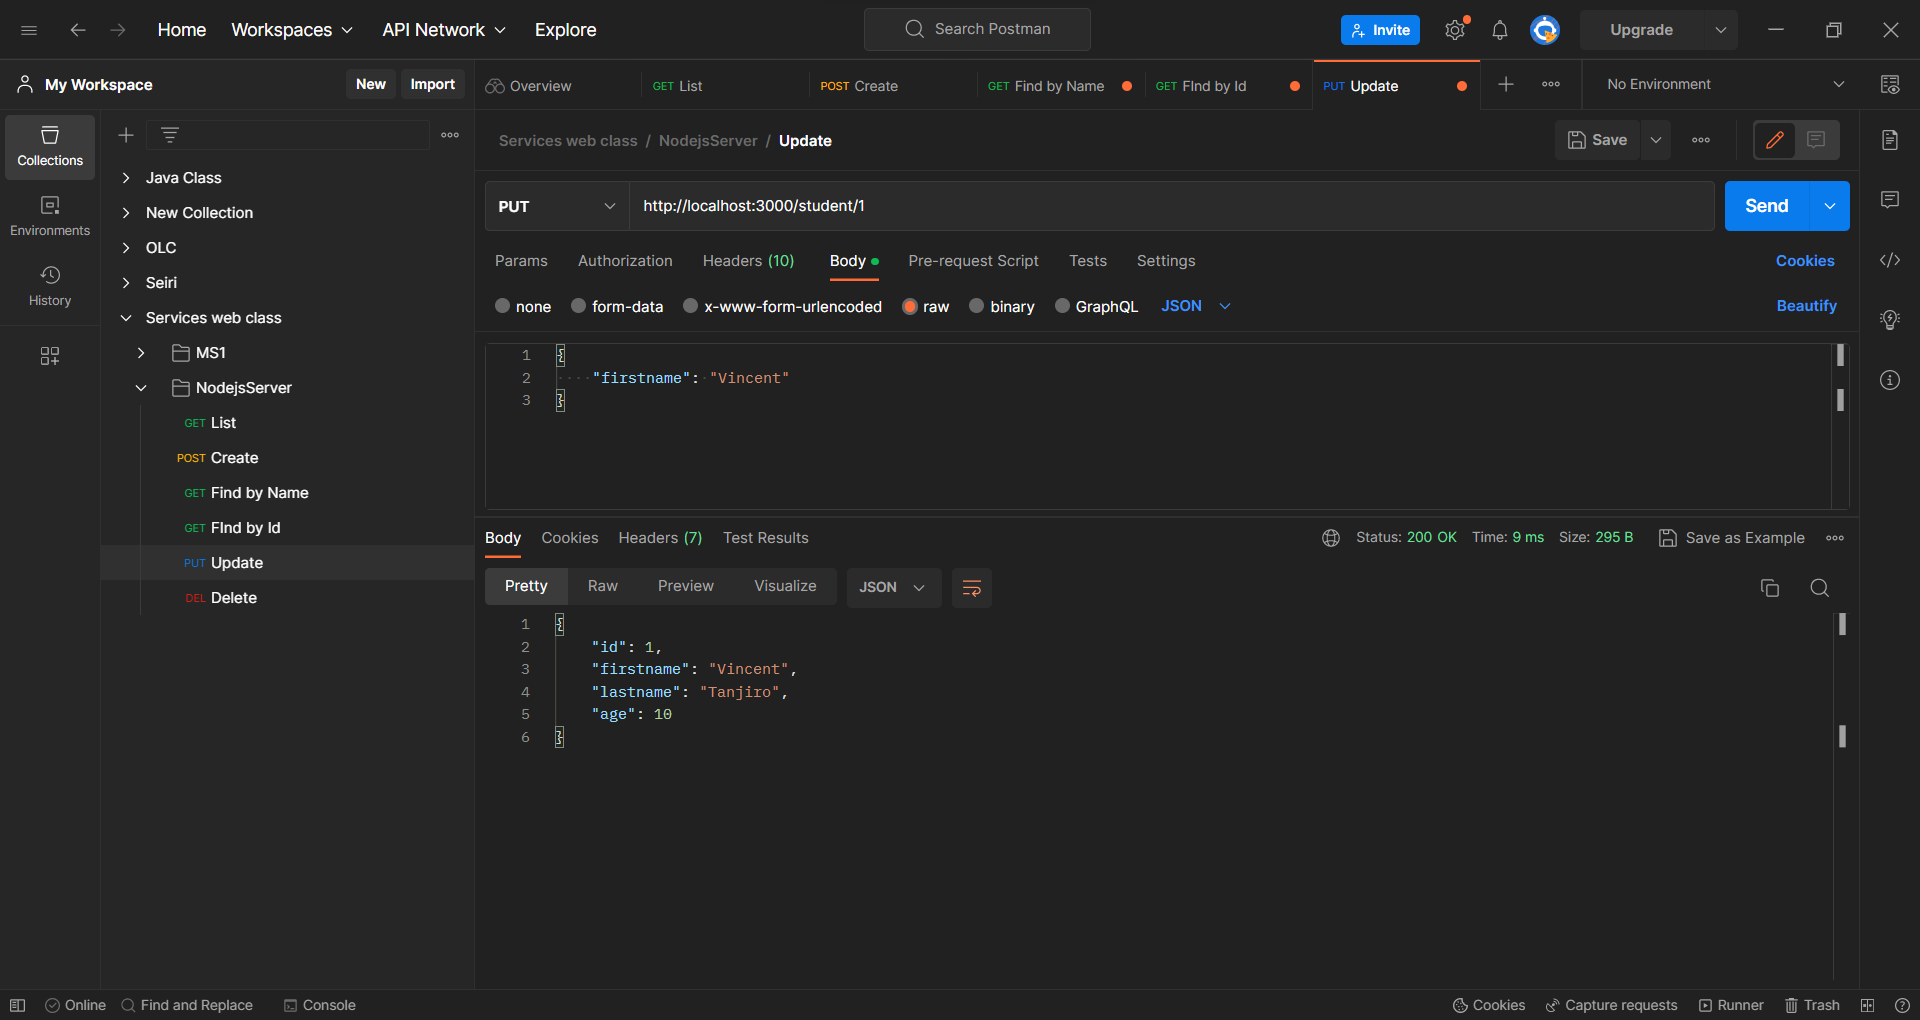 Home Workspaces API Network Explore Search Postman Invite Upgrade
My Workspace New Import Overview GET List POST Create GET Find by Name GET FInd by Id PUT Update No Environment
Collections
Environments
History
Java Class
New Collection
OLC
Seiri
Services web class
MS1
NodejsServer
GET List
POST Create
GET Find by Name
GET FInd by Id
PUT Update
DEL Delete
Services web class / NodejsServer / Update Save
PUT http://localhost:3000/student/1 Send
Params Authorization Headers (10) Body Pre-request Script Tests Settings Cookies
none form-data x-www-form-urlencoded raw binary GraphQL JSON Beautify
1 {
2 "firstname": "Vincent"
3 }
Body Cookies Headers (7) Test Results Status: 200 OK Time: 9 ms Size: 295 B Save as Example
Pretty Raw Preview Visualize JSON
1 {
2 "id": 1,
3 "firstname": "Vincent",
4 "lastname": "Tanjiro",
5 "age": 10
6 }
Online Find and Replace Console Cookies Capture requests Runner Trash